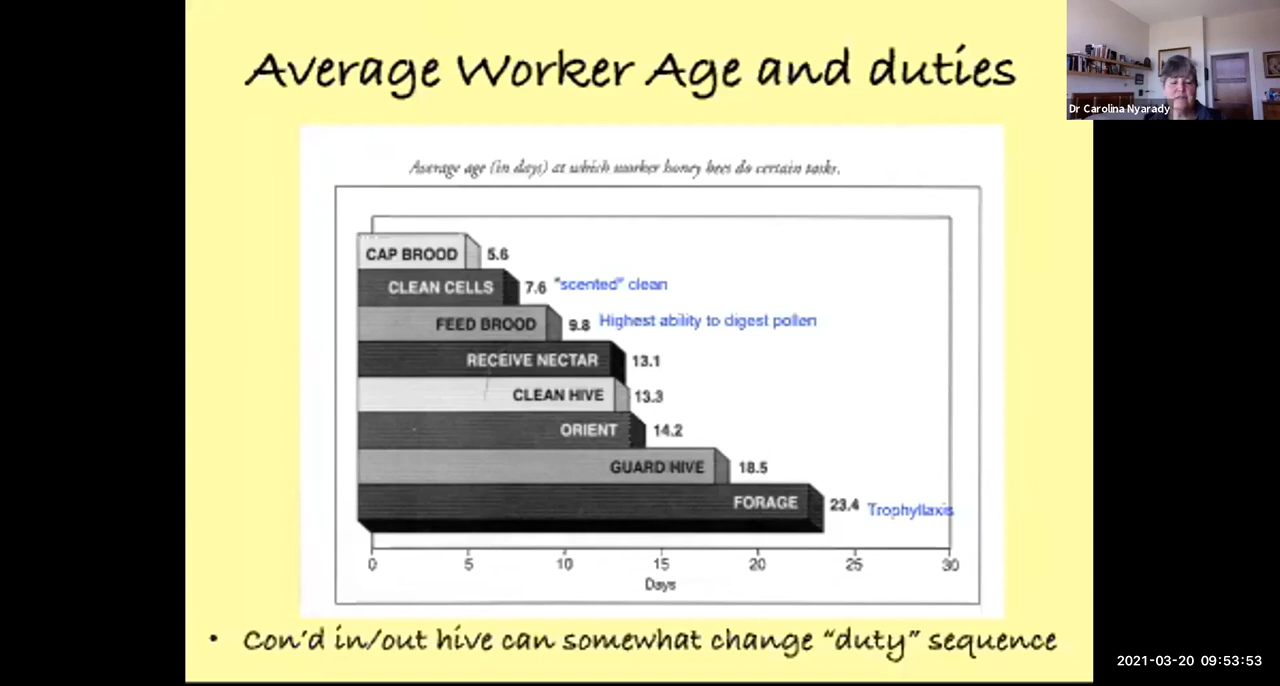 Average Worker Age and duties
Dr Carolina Nyarady
Average age (in days) at which worker honey bees do certain tasks.
CAP BROOD 5.6
CLEAN CELLS 7.6 "scented" clean
FEED BROOD 9.8 Highest ability to digest pollen
RECEIVE NECTAR 13.1
CLEAN HIVE 13.3
ORIENT 14.2
GUARD HIVE 18.5
FORAGE 23.4 Trophyllaxis
0 5 10 15 20 25 30
Days
• Con'd in/out hive can somewhat change "duty" sequence
2021-03-20 09:53:53